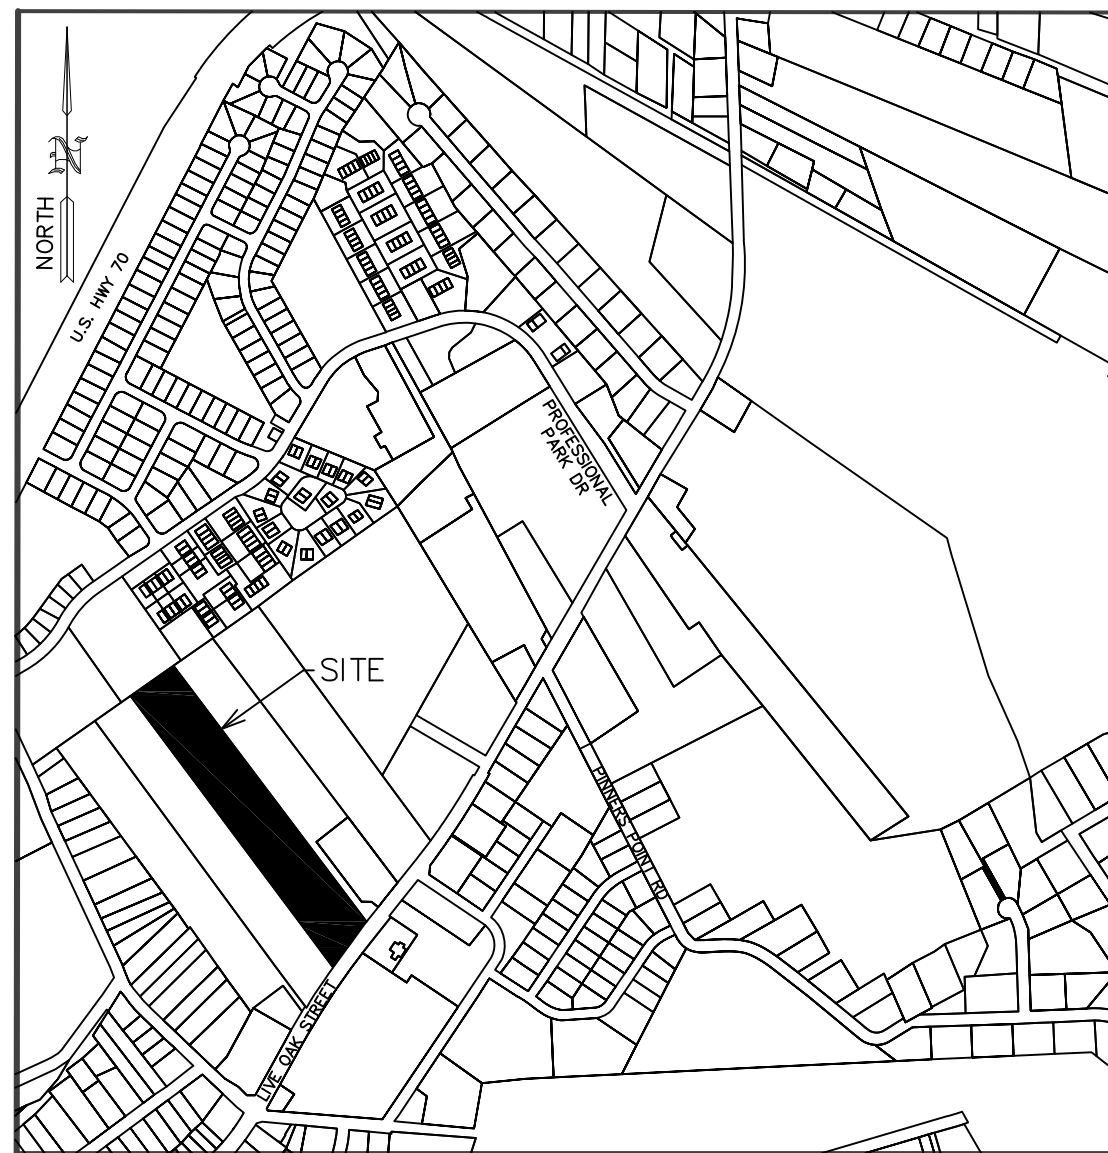 N
NORTH
U.S. HWY 70
PROFESSIONAL
PARK DR
SITE
PINNERS POINT RD
LIVE OAK STREET